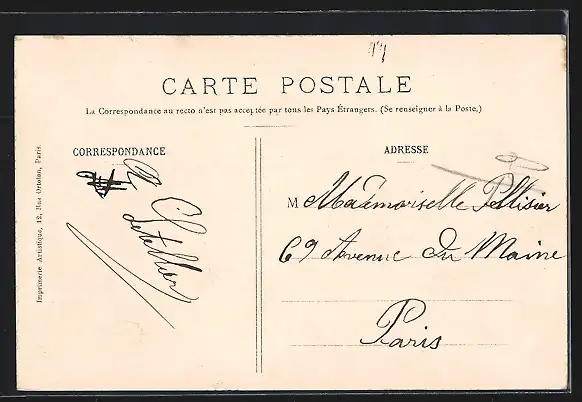 CARTE POSTALE
La Correspondance au recto n'est pas acceptée par tous les Pays Étrangers. (Se renseigner à la Poste.)
CORRESPONDANCE
ADRESSE
M Mademoiselle Pellisier
69 Avenue du Maine
Paris
Imprimerie Artistique, 12, Rue Ortolan, Paris.